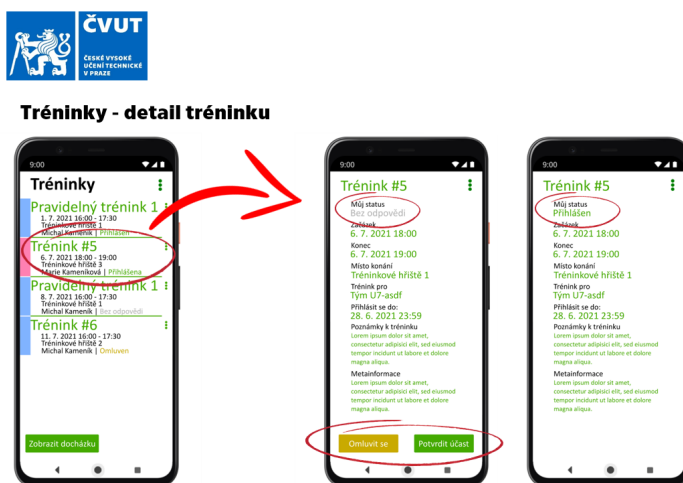 ČVUT
ČESKÉ VYSOKÉ
UČENÍ TECHNICKÉ
V PRAZE
Tréninky - detail tréninku
9:00
Tréninky
Pravidelný trénink 1
1. 7. 2021 16:00 - 17:30
Tréninkové hřiště 1
Michal Kameník | Přihlášen
Trénink #5
6. 7. 2021 18:00 - 19:00
Tréninkové hřiště 3
Marie Kameníková | Přihlášena
Pravidelný trénink 1
8. 7. 2021 16:00 - 17:30
Tréninkové hřiště 1
Michal Kameník | Bez odpovědi
Trénink #6
11. 7. 2021 16:00 - 17:30
Tréninkové hřiště 2
Michal Kameník | Omluven
Zobrazit docházku
9:00
Trénink #5
Můj status
Bez odpovědi
Začátek
6. 7. 2021 18:00
Konec
6. 7. 2021 19:00
Místo konání
Tréninkové hřiště 1
Trénink pro
Tým U7-asdf
Přihlásit se do:
28. 6. 2021 23:59
Poznámky k tréninku
Lorem ipsum dolor sit amet,
consectetur adipisici elit, sed eiusmod
tempor incidunt ut labore et dolore
magna aliqua.
Metainformace
Lorem ipsum dolor sit amet,
consectetur adipisici elit, sed eiusmod
tempor incidunt ut labore et dolore
magna aliqua.
Omluvit se
Potvrdit účast
9:00
Trénink #5
Můj status
Přihlášen
Začátek
6. 7. 2021 18:00
Konec
6. 7. 2021 19:00
Místo konání
Tréninkové hřiště 1
Trénink pro
Tým U7-asdf
Přihlásit se do:
28. 6. 2021 23:59
Poznámky k tréninku
Lorem ipsum dolor sit amet,
consectetur adipisici elit, sed eiusmod
tempor incidunt ut labore et dolore
magna aliqua.
Metainformace
Lorem ipsum dolor sit amet,
consectetur adipisici elit, sed eiusmod
tempor incidunt ut labore et dolore
magna aliqua.